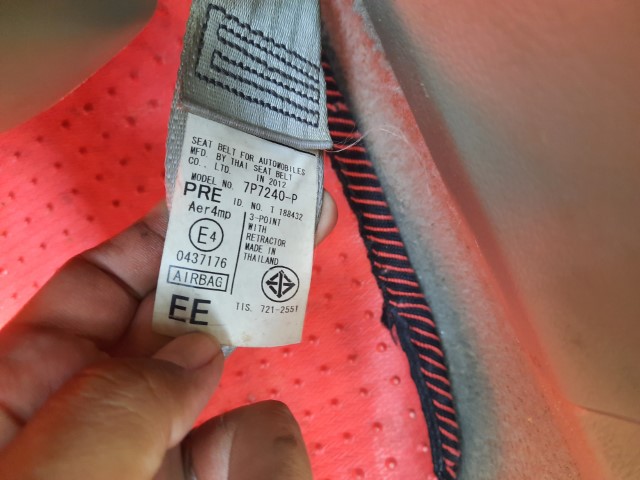 SEAT BELT FOR AUTOMOBILES
MFD. BY THAI SEAT BELT
CO., LTD. IN 2012
MODEL NO. 7P7240-P
PRE ID. NO. 1 188432
Aer4mp
3-POINT
WITH
RETRACTOR
MADE IN
THAILAND
E4
0437176
AIRBAG
EE
TIS. 721-2551